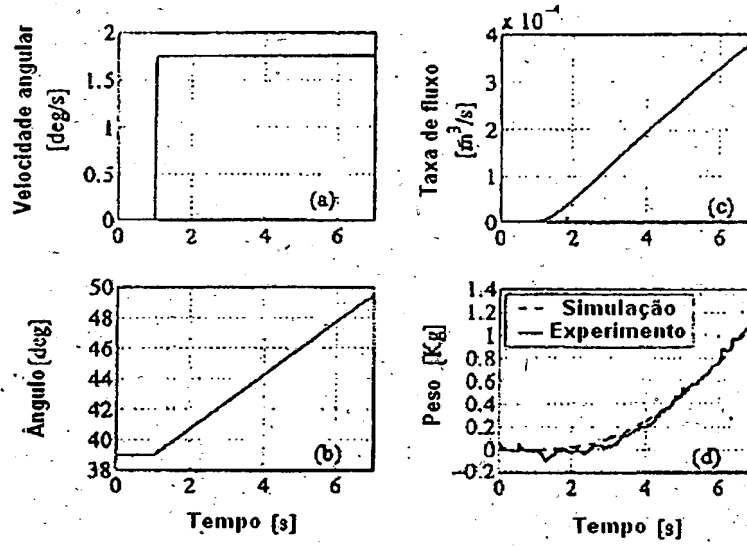 Velocidade angular
[deg/s]
2
1.5
1
0.5
0
0 2 4 6
(a)
x 10⁻⁴
Taxa de fluxo
[m³/s]
4
3
2
1
0
0 2 4 6
(c)
Ângulo [deg]
50
48
46
44
42
40
38
0 2 4 6
(b)
Tempo [s]
Peso [Kg]
1.4
1.2
1
0.8
0.6
0.4
0.2
0
-0.2
0 2 4 6
Simulação
Experimento
(d)
Tempo [s]